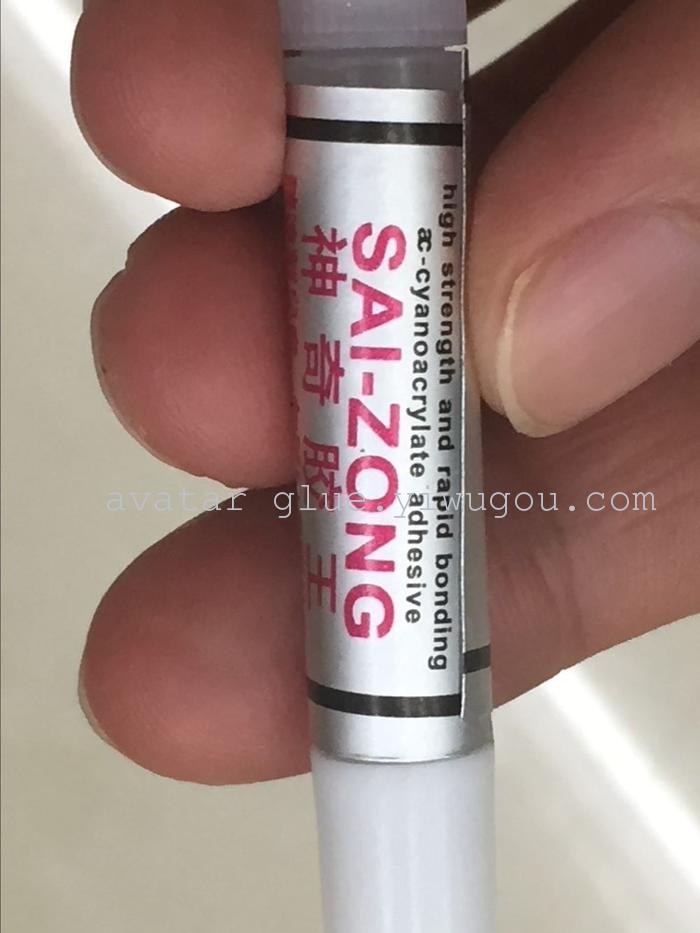 high strength and rapid bonding
æ-cyanoacrylate adhesive
SAI-ZONG
神奇胶王
avatar glue.yiwugou.com